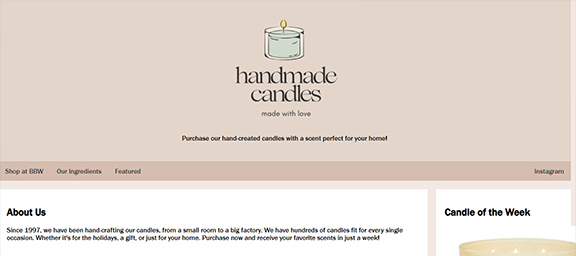 handmade
candles
made with love
Purchase our hand-created candles with a scent perfect for your home!
Shop at BBW Our Ingredients Featured Instagram
About Us
Since 1997, we have been hand-crafting our candles, from a small room to a big factory. We have hundreds of candles fit for every single
occasion. Whether it's for the holidays, a gift, or just for your home. Purchase now and receive your favorite scents in just a week!
Candle of the Week